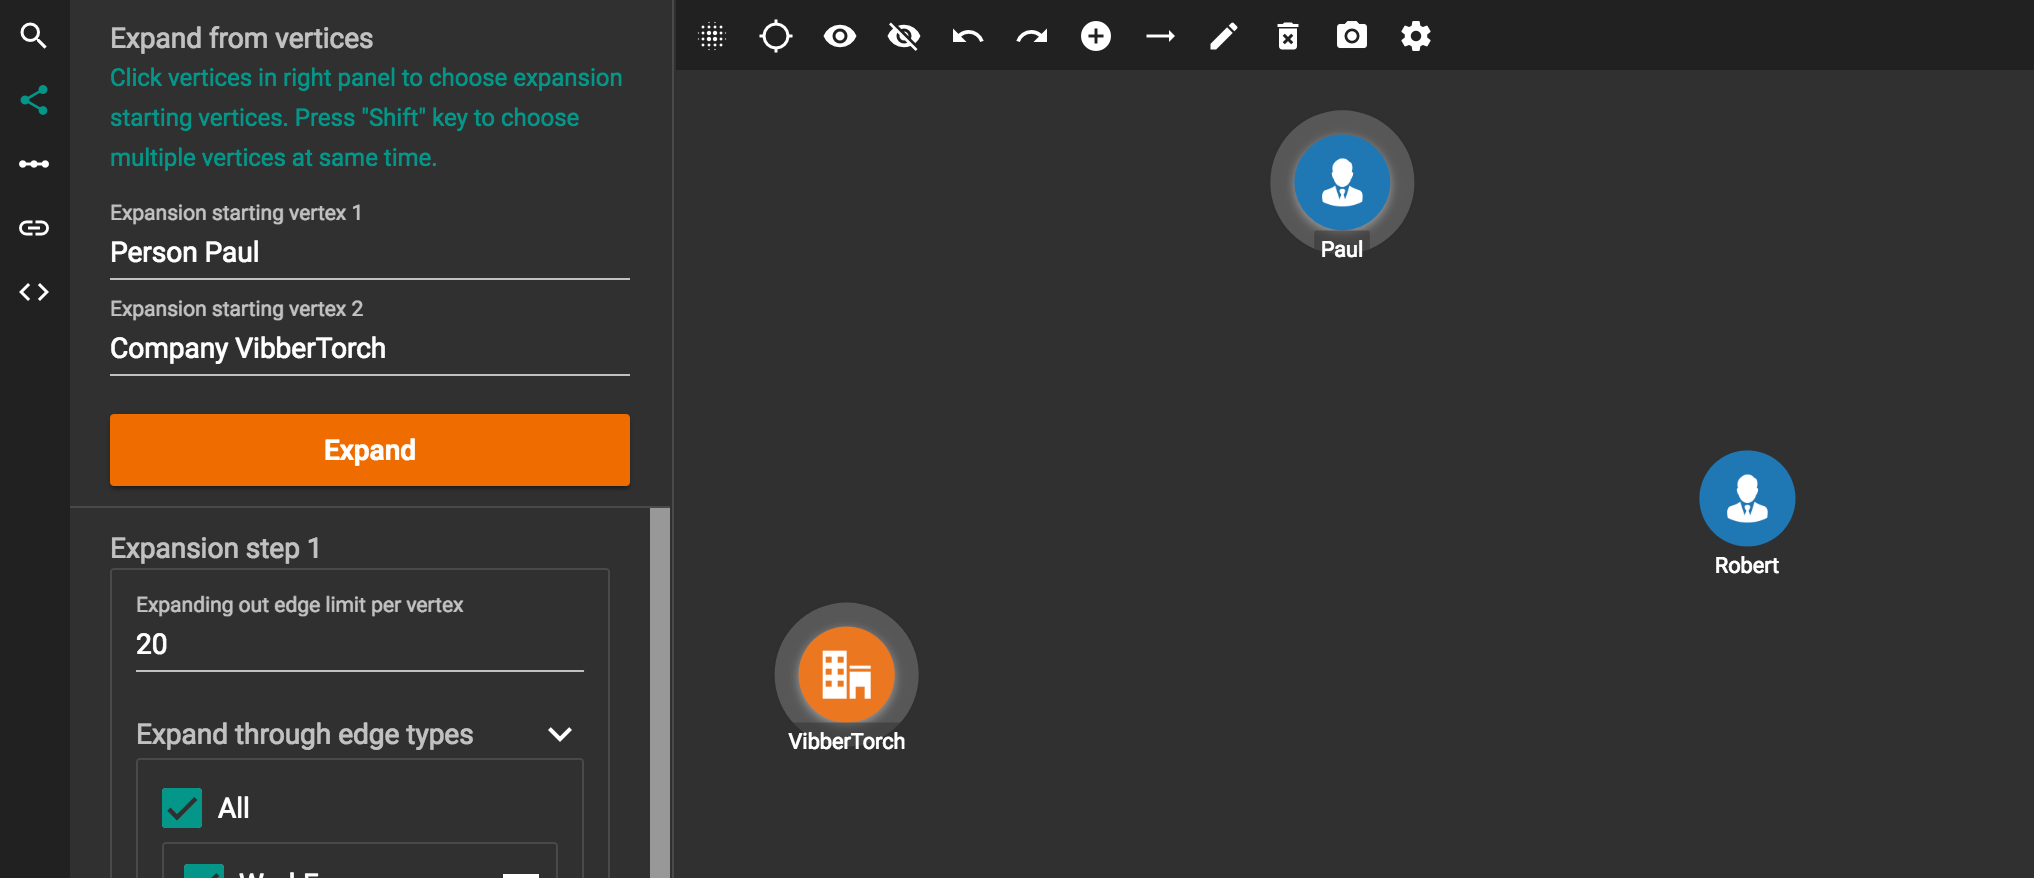 Expand from vertices
Click vertices in right panel to choose expansion
starting vertices. Press "Shift" key to choose
multiple vertices at same time.
Expansion starting vertex 1
Person Paul
Expansion starting vertex 2
Company VibberTorch
Expand
Expansion step 1
Expanding out edge limit per vertex
20
Expand through edge types
All
Paul
Robert
VibberTorch